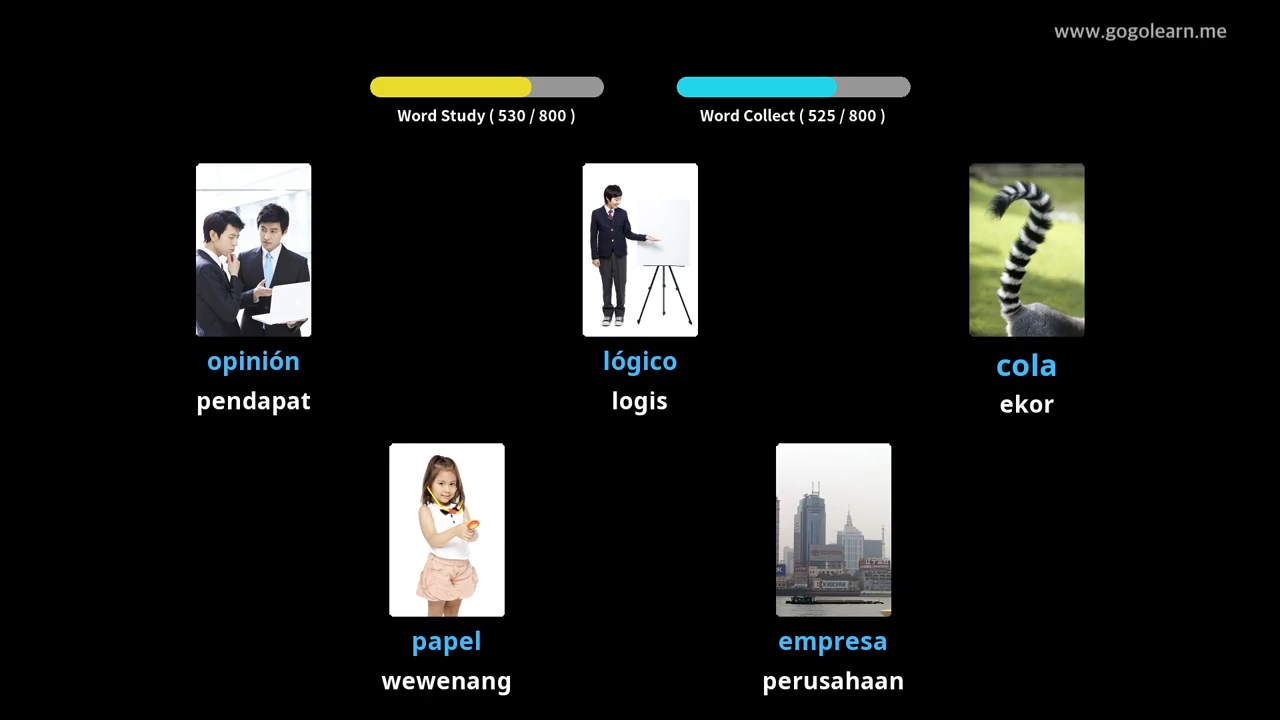 www.gogolearn.me
Word Study ( 530 / 800 )
Word Collect ( 525 / 800 )
opinión
pendapat
lógico
logis
cola
ekor
TOYOTA
papel
wewenang
empresa
perusahaan